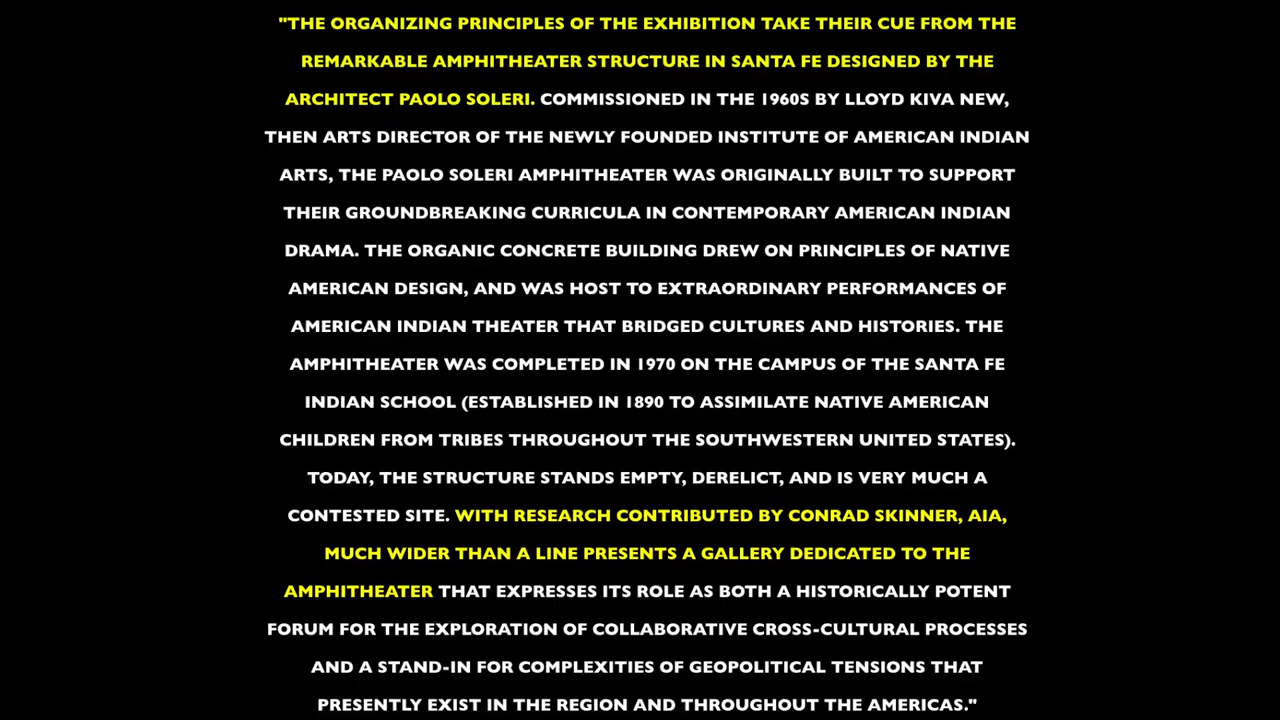 "THE ORGANIZING PRINCIPLES OF THE EXHIBITION TAKE THEIR CUE FROM THE
REMARKABLE AMPHITHEATER STRUCTURE IN SANTA FE DESIGNED BY THE
ARCHITECT PAOLO SOLERI. COMMISSIONED IN THE 1960S BY LLOYD KIVA NEW,
THEN ARTS DIRECTOR OF THE NEWLY FOUNDED INSTITUTE OF AMERICAN INDIAN
ARTS, THE PAOLO SOLERI AMPHITHEATER WAS ORIGINALLY BUILT TO SUPPORT
THEIR GROUNDBREAKING CURRICULA IN CONTEMPORARY AMERICAN INDIAN
DRAMA. THE ORGANIC CONCRETE BUILDING DREW ON PRINCIPLES OF NATIVE
AMERICAN DESIGN, AND WAS HOST TO EXTRAORDINARY PERFORMANCES OF
AMERICAN INDIAN THEATER THAT BRIDGED CULTURES AND HISTORIES. THE
AMPHITHEATER WAS COMPLETED IN 1970 ON THE CAMPUS OF THE SANTA FE
INDIAN SCHOOL (ESTABLISHED IN 1890 TO ASSIMILATE NATIVE AMERICAN
CHILDREN FROM TRIBES THROUGHOUT THE SOUTHWESTERN UNITED STATES).
TODAY, THE STRUCTURE STANDS EMPTY, DERELICT, AND IS VERY MUCH A
CONTESTED SITE. WITH RESEARCH CONTRIBUTED BY CONRAD SKINNER, AIA,
MUCH WIDER THAN A LINE PRESENTS A GALLERY DEDICATED TO THE
AMPHITHEATER THAT EXPRESSES ITS ROLE AS BOTH A HISTORICALLY POTENT
FORUM FOR THE EXPLORATION OF COLLABORATIVE CROSS-CULTURAL PROCESSES
AND A STAND-IN FOR COMPLEXITIES OF GEOPOLITICAL TENSIONS THAT
PRESENTLY EXIST IN THE REGION AND THROUGHOUT THE AMERICAS."